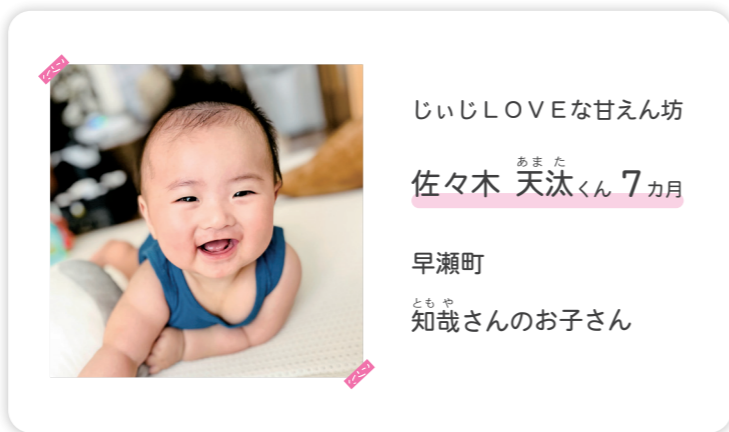 じぃじＬＯＶＥな甘えん坊
あま た
佐々木 天汰くん 7カ月
早瀬町
とも や
知哉さんのお子さん